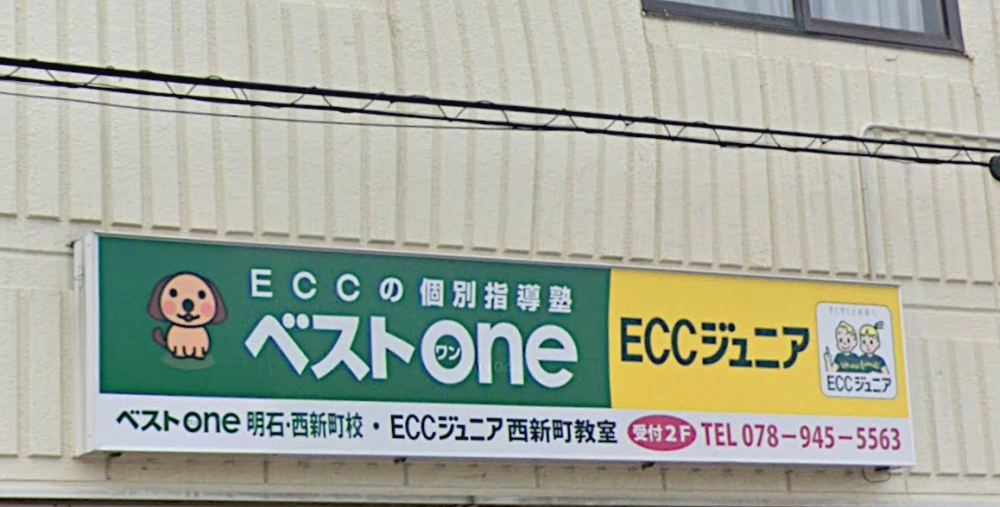 ECCの個別指導塾
ベストone
ワン
ECCジュニア
ECCジュニア
ベストone 明石・西新町校・ECCジュニア西新町教室 受付2F TEL 078-945-5563